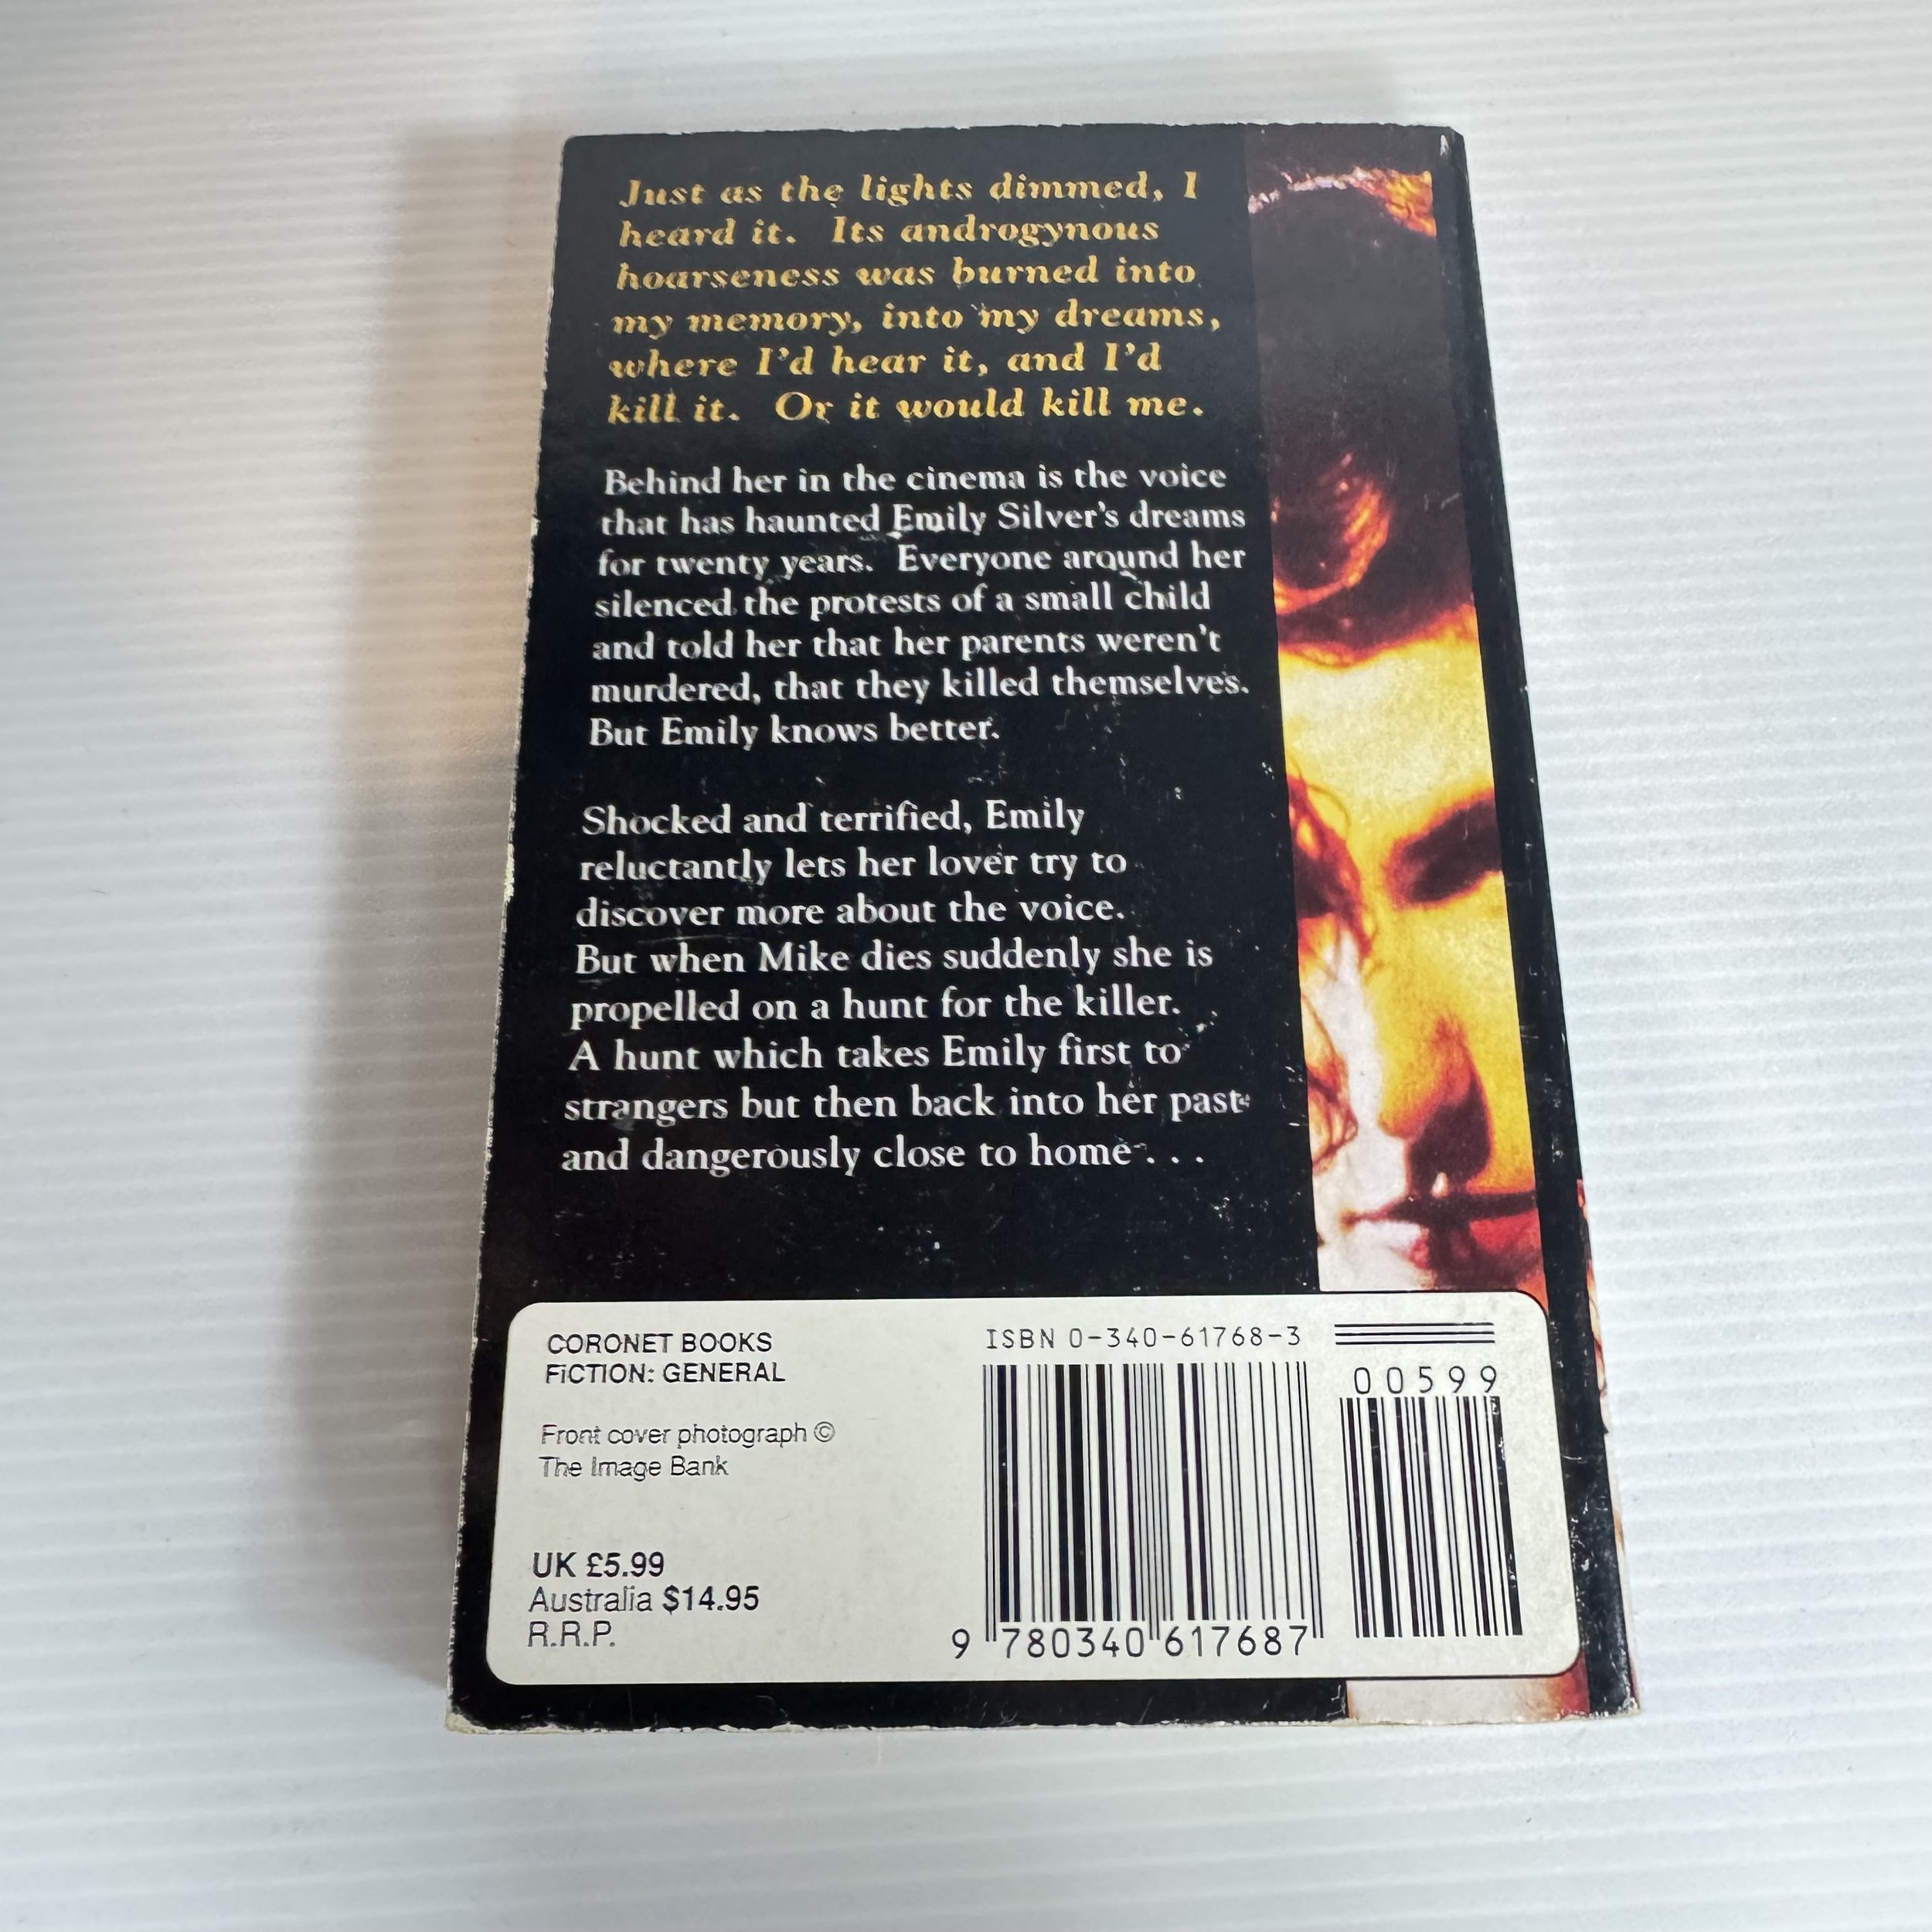 Just as the lights dimmed, I
heard it. Its androgynous
hoarseness was burned into
my memory, into my dreams,
where I'd hear it, and I'd
kill it. Or it would kill me.
Behind her in the cinema is the voice
that has haunted Emily Silver's dreams
for twenty years. Everyone around her
silenced the protests of a small child
and told her that her parents weren't
murdered, that they killed themselves.
But Emily knows better.
Shocked and terrified, Emily
reluctantly lets her lover try to
discover more about the voice.
But when Mike dies suddenly she is
propelled on a hunt for the killer.
A hunt which takes Emily first to
strangers but then back into her past
and dangerously close to home . . .
CORONET BOOKS
FICTION: GENERAL
Front cover photograph ©
The Image Bank
UK £5.99
Australia $14.95
R.R.P.
ISBN 0-340-61768-3
00599
9 780340 617687